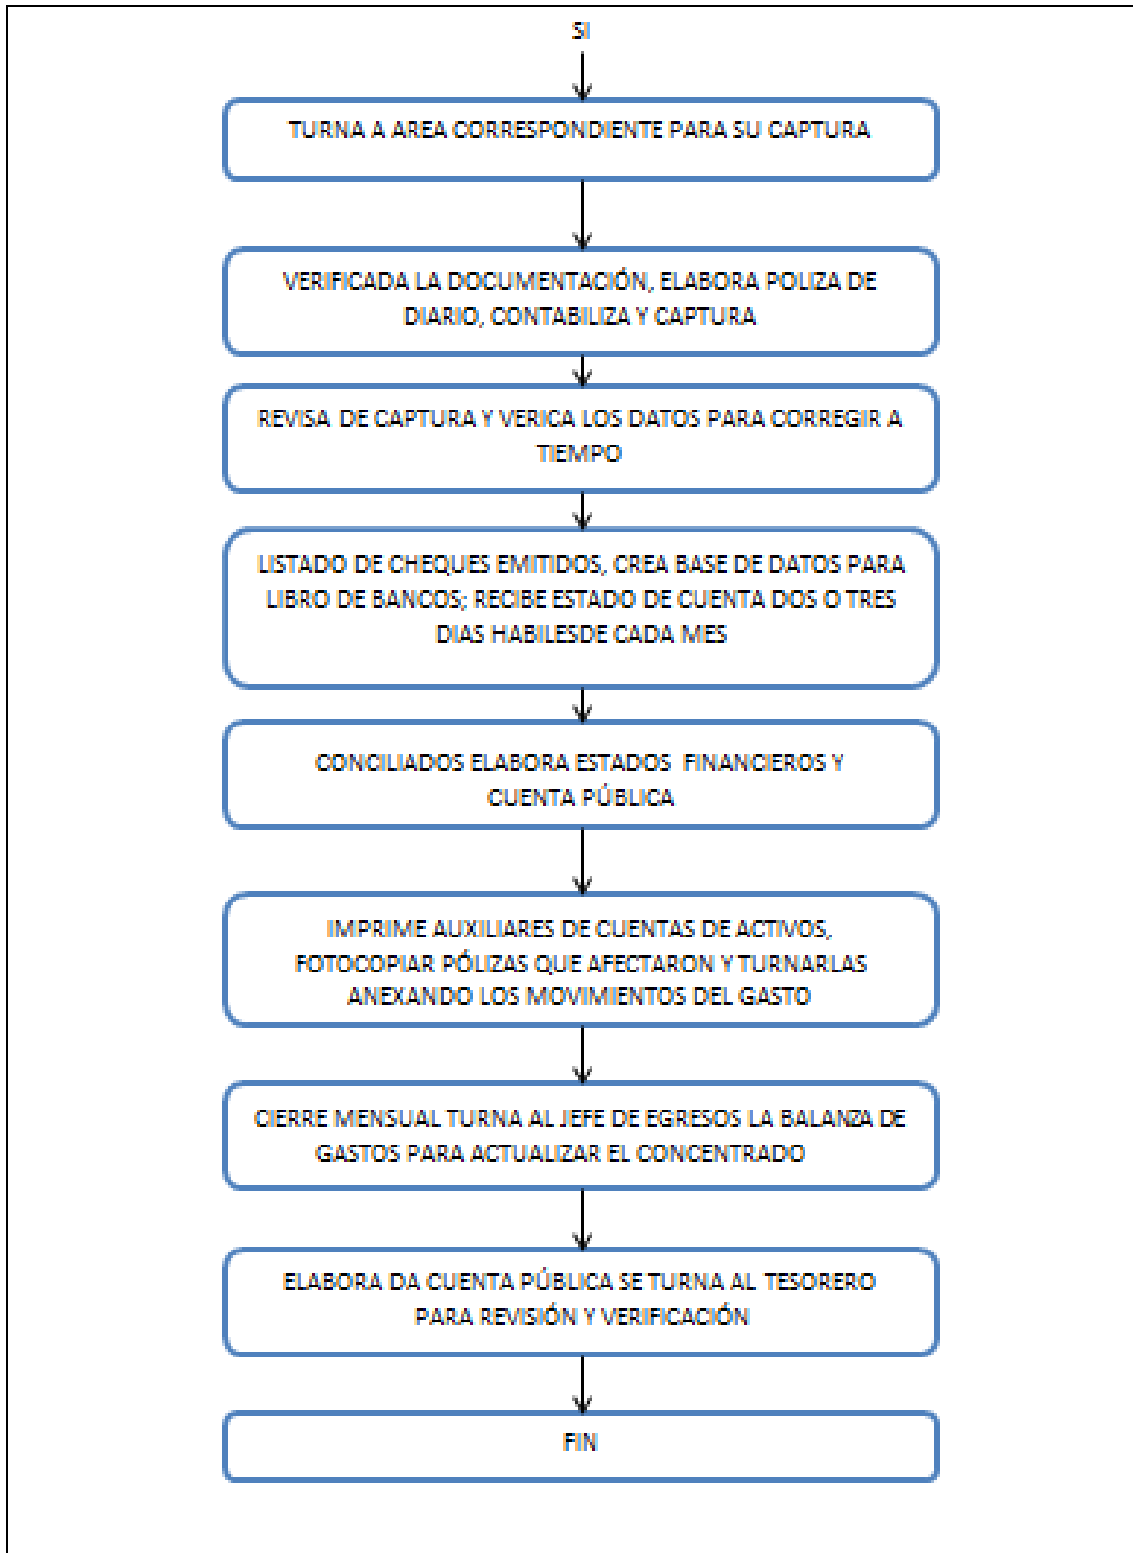 SI
TURNA A AREA CORRESPONDIENTE PARA SU CAPTURA
VERIFICADA LA DOCUMENTACIÓN, ELABORA POLIZA DE
DIARIO, CONTABILIZA Y CAPTURA
REVISA DE CAPTURA Y VERICA LOS DATOS PARA CORREGIR A
TIEMPO
LISTADO DE CHEQUES EMITIDOS, CREA BASE DE DATOS PARA
LIBRO DE BANCOS; RECIBE ESTADO DE CUENTA DOS O TRES
DIAS HABILESDE CADA MES
CONCILIADOS ELABORA ESTADOS FINANCIEROS Y
CUENTA PÚBLICA
IMPRIME AUXILIARES DE CUENTAS DE ACTIVOS,
FOTOCOPIAR PÓLIZAS QUE AFECTARON Y TURNARLAS
ANEXANDO LOS MOVIMIENTOS DEL GASTO
CIERRE MENSUAL TURNA AL JEFE DE EGRESOS LA BALANZA DE
GASTOS PARA ACTUALIZAR EL CONCENTRADO
ELABORA DA CUENTA PÚBLICA SE TURNA AL TESORERO
PARA REVISIÓN Y VERIFICACIÓN
FIN